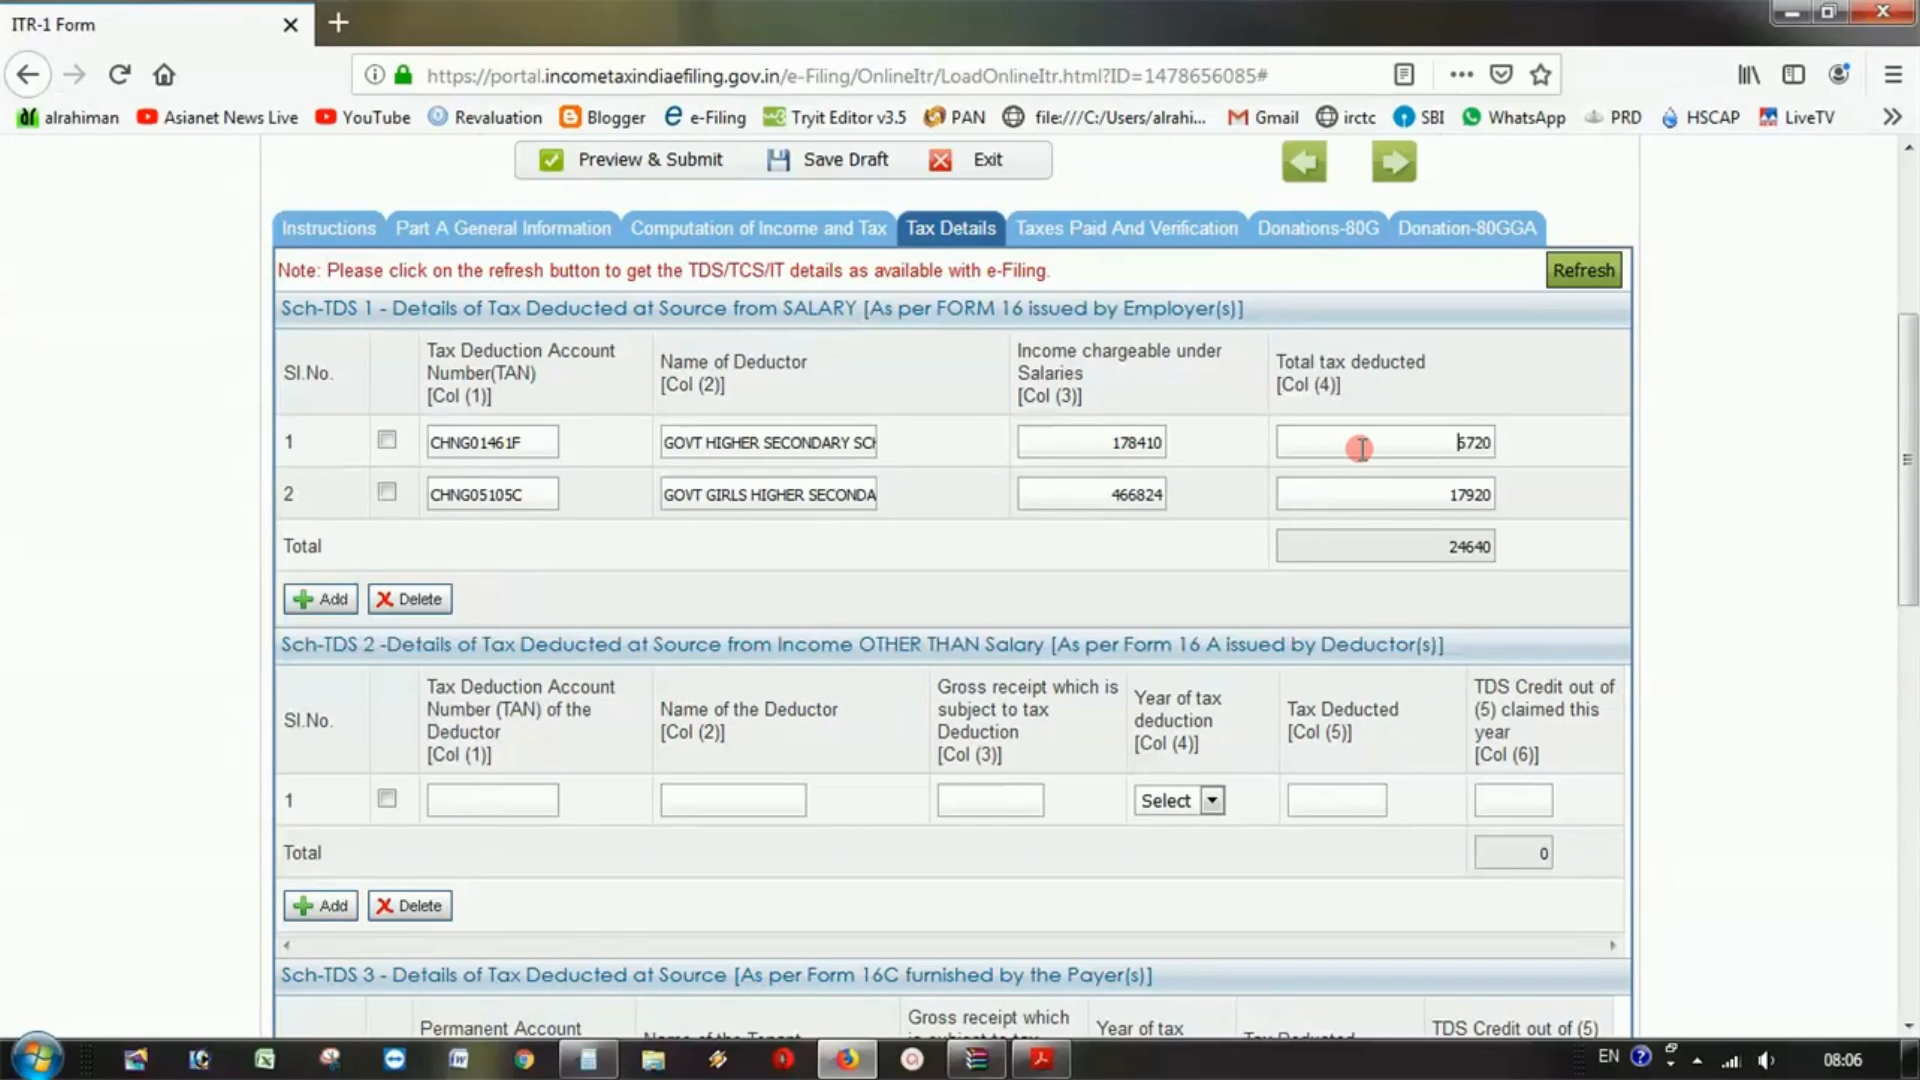 ITR-1 Form
https://portal.incometaxindiaefiling.gov.in/e-Filing/OnlineItr/LoadOnlineItr.html?ID=1478656085#
alrahiman Asianet News Live YouTube Revaluation Blogger e-Filing Tryit Editor v3.5 PAN file:///C:/Users/alrahi... Gmail irctc SBI WhatsApp PRD HSCAP LiveTV
Preview & Submit Save Draft Exit
Instructions Part A General Information Computation of Income and Tax Tax Details Taxes Paid And Verification Donations-80G Donation-80GGA
Note: Please click on the refresh button to get the TDS/TCS/IT details as available with e-Filing. Refresh
Sch-TDS 1 - Details of Tax Deducted at Source from SALARY [As per FORM 16 issued by Employer(s)]
Sl.No.
Tax Deduction Account
Number(TAN)
[Col (1)]
Name of Deductor
[Col (2)]
Income chargeable under
Salaries
[Col (3)]
Total tax deducted
[Col (4)]
1 CHNG01461F GOVT HIGHER SECONDARY SCH 178410 6720
2 CHNG05105C GOVT GIRLS HIGHER SECONDA 466824 17920
Total 24640
Add Delete
Sch-TDS 2 -Details of Tax Deducted at Source from Income OTHER THAN Salary [As per Form 16 A issued by Deductor(s)]
Sl.No.
Tax Deduction Account
Number (TAN) of the
Deductor
[Col (1)]
Name of the Deductor
[Col (2)]
Gross receipt which is
subject to tax
Deduction
[Col (3)]
Year of tax
deduction
[Col (4)]
Tax Deducted
[Col (5)]
TDS Credit out of
(5) claimed this
year
[Col (6)]
1 Select
Total 0
Add Delete
Sch-TDS 3 - Details of Tax Deducted at Source [As per Form 16C furnished by the Payer(s)]
Permanent Account
Name of the Tenant
Gross receipt which
Year of tax
Tax Deducted
TDS Credit out of (5)
EN 08:06